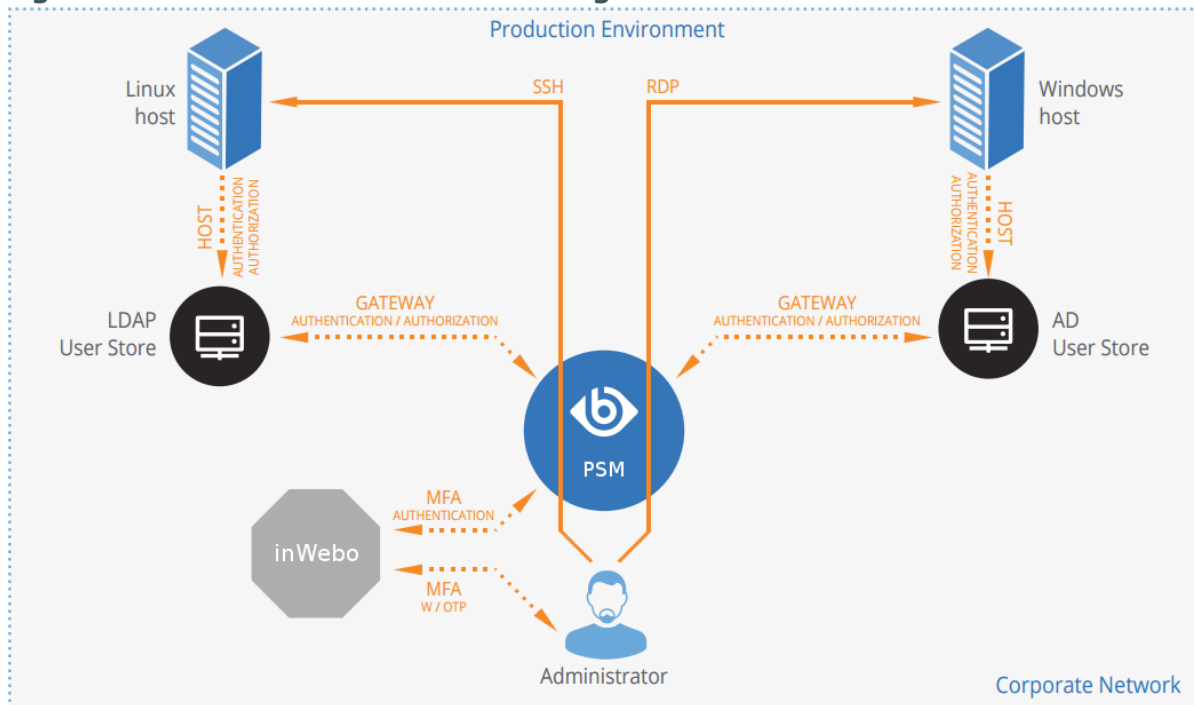 Production Environment
SSH
RDP
Linux
host
Windows
host
HOST
AUTHENTICATION
AUTHORIZATION
HOST
AUTHENTICATION
AUTHORIZATION
LDAP
User Store
GATEWAY
AUTHENTICATION / AUTHORIZATION
GATEWAY
AUTHENTICATION / AUTHORIZATION
AD
User Store
PSM
MFA
AUTHENTICATION
inWebo
MFA
W / OTP
Administrator
Corporate Network